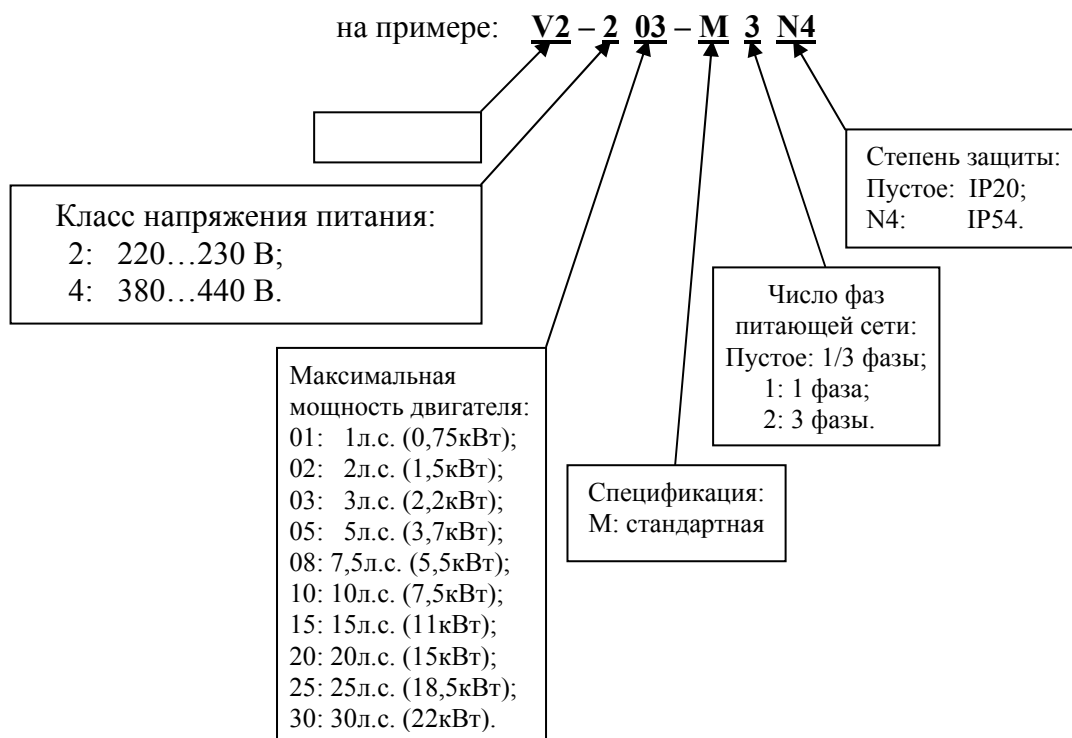 на примере: V2 – 2 03 – M 3 N4
Степень защиты:
Пустое: IP20;
N4: IP54.
Класс напряжения питания:
2: 220…230 В;
4: 380…440 В.
Число фаз
питающей сети:
Пустое: 1/3 фазы;
1: 1 фаза;
2: 3 фазы.
Максимальная
мощность двигателя:
01: 1л.с. (0,75кВт);
02: 2л.с. (1,5кВт);
03: 3л.с. (2,2кВт);
05: 5л.с. (3,7кВт);
08: 7,5л.с. (5,5кВт);
10: 10л.с. (7,5кВт);
15: 15л.с. (11кВт);
20: 20л.с. (15кВт);
25: 25л.с. (18,5кВт);
30: 30л.с. (22кВт).
Спецификация:
М: стандартная